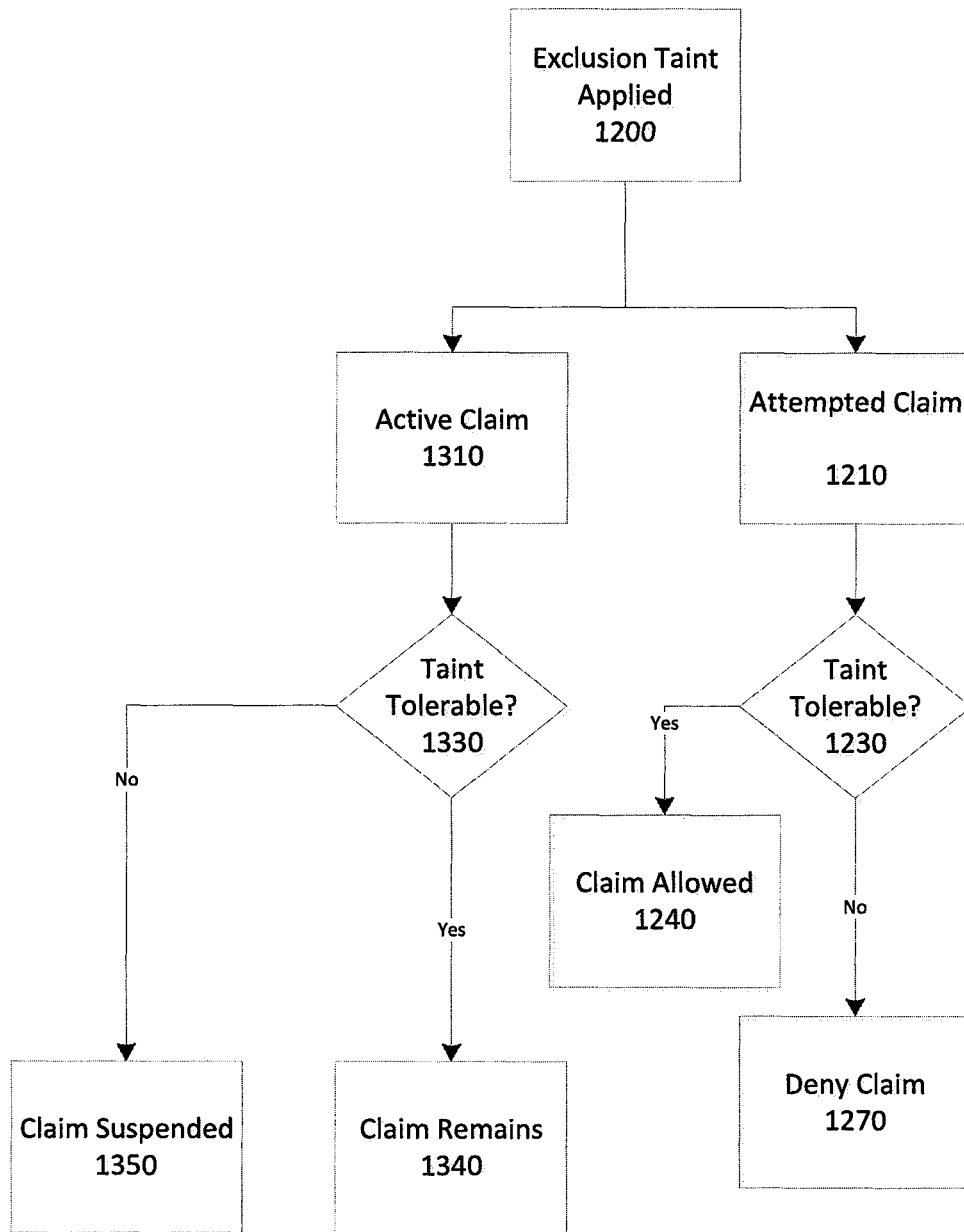 Exclusion Taint
Applied
1200
Active Claim
1310
Attempted Claim
1210
Taint
Tolerable?
1330
Taint
Tolerable?
1230
No
Yes
Yes
No
Claim Allowed
1240
Claim Suspended
1350
Claim Remains
1340
Deny Claim
1270